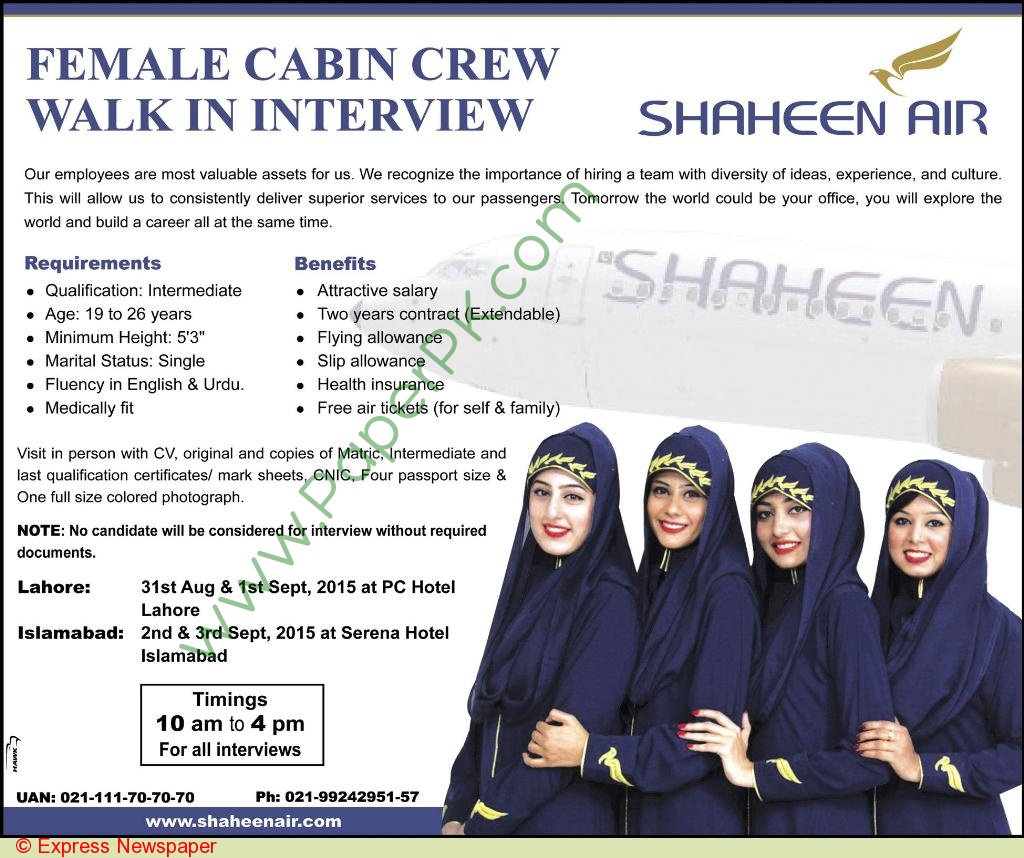 FEMALE CABIN CREW
WALK IN INTERVIEW
SHAHEEN AIR
Our employees are most valuable assets for us. We recognize the importance of hiring a team with diversity of ideas, experience, and culture.
This will allow us to consistently deliver superior services to our passengers. Tomorrow the world could be your office, you will explore the
world and build a career all at the same time.
Requirements
• Qualification: Intermediate
• Age: 19 to 26 years
• Minimum Height: 5'3"
• Marital Status: Single
• Fluency in English & Urdu.
• Medically fit
Benefits
• Attractive salary
• Two years contract (Extendable)
• Flying allowance
• Slip allowance
• Health insurance
• Free air tickets (for self & family)
SHAHEEN
Visit in person with CV, original and copies of Matric, Intermediate and
last qualification certificates/ mark sheets, CNIC, Four passport size &
One full size colored photograph.
NOTE: No candidate will be considered for interview without required
documents.
Lahore: 31st Aug & 1st Sept, 2015 at PC Hotel
Lahore
Islamabad: 2nd & 3rd Sept, 2015 at Serena Hotel
Islamabad
Timings
10 am to 4 pm
For all interviews
HAWK
UAN: 021-111-70-70-70 Ph: 021-99242951-57
www.shaheenair.com
www.PaperPK.com
© Express Newspaper